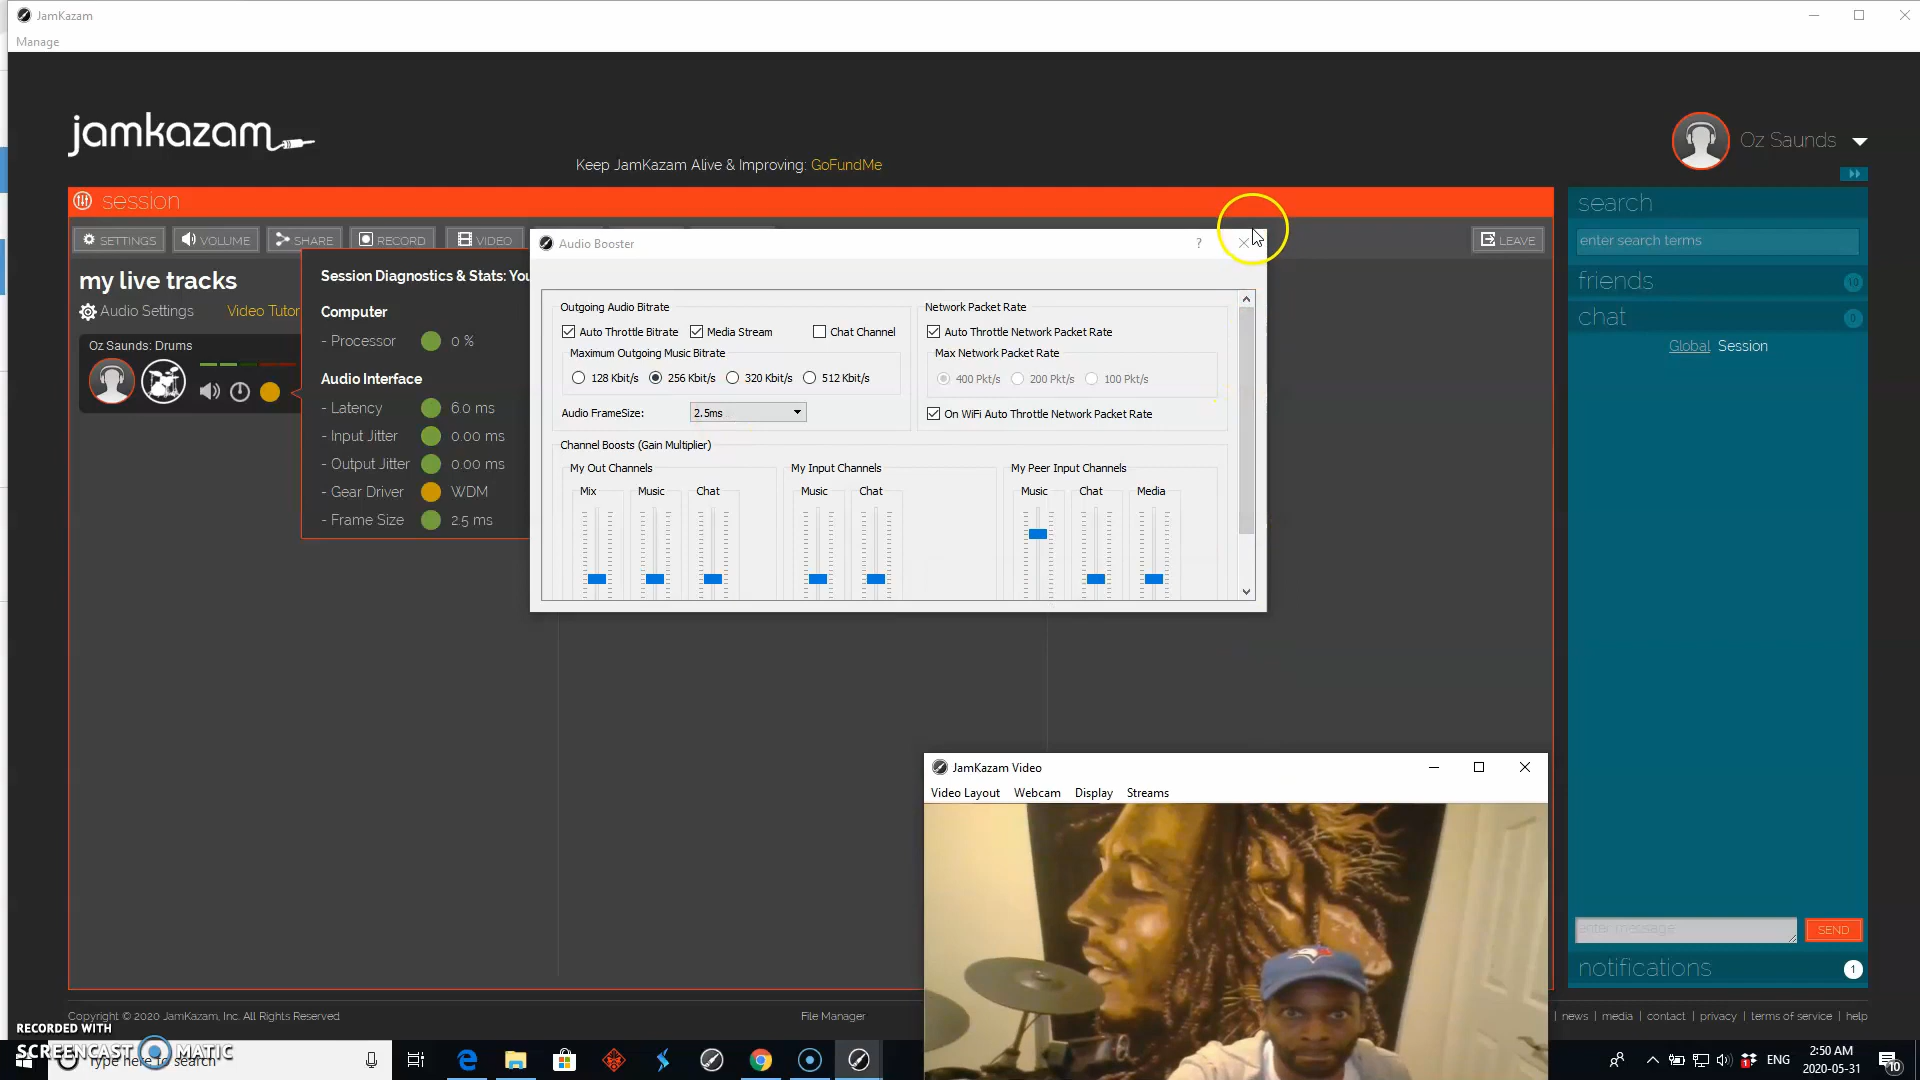 JamKazam
Manage
jamkazam
Keep JamKazam Alive & Improving: GoFundMe
Oz Saunds
session
SETTINGS
VOLUME
SHARE
RECORD
VIDEO
LEAVE
my live tracks
Audio Settings
Video Tutor
Oz Saunds: Drums
Session Diagnostics & Stats: You
Computer
- Processor 0 %
Audio Interface
- Latency 6.0 ms
- Input Jitter 0.00 ms
- Output Jitter 0.00 ms
- Gear Driver WDM
- Frame Size 2.5 ms
Audio Booster
?
Outgoing Audio Bitrate
Auto Throttle Bitrate
Media Stream
Chat Channel
Maximum Outgoing Music Bitrate
128 Kbit/s
256 Kbit/s
320 Kbit/s
512 Kbit/s
Audio FrameSize:
2.5ms
Network Packet Rate
Auto Throttle Network Packet Rate
Max Network Packet Rate
400 Pkt/s
200 Pkt/s
100 Pkt/s
On WiFi Auto Throttle Network Packet Rate
Channel Boosts (Gain Multiplier)
My Out Channels
Mix
Music
Chat
My Input Channels
Music
Chat
My Peer Input Channels
Music
Chat
Media
search
enter search terms
friends
10
chat
0
Global Session
enter message
SEND
notifications
1
JamKazam Video
Video Layout
Webcam
Display
Streams
Copyright © 2020 JamKazam, Inc. All Rights Reserved
File Manager
| news | media | contact | privacy | terms of service | help
RECORDED WITH
SCREENCAST MATIC
Type here to search
ENG
2:50 AM
2020-05-31
10